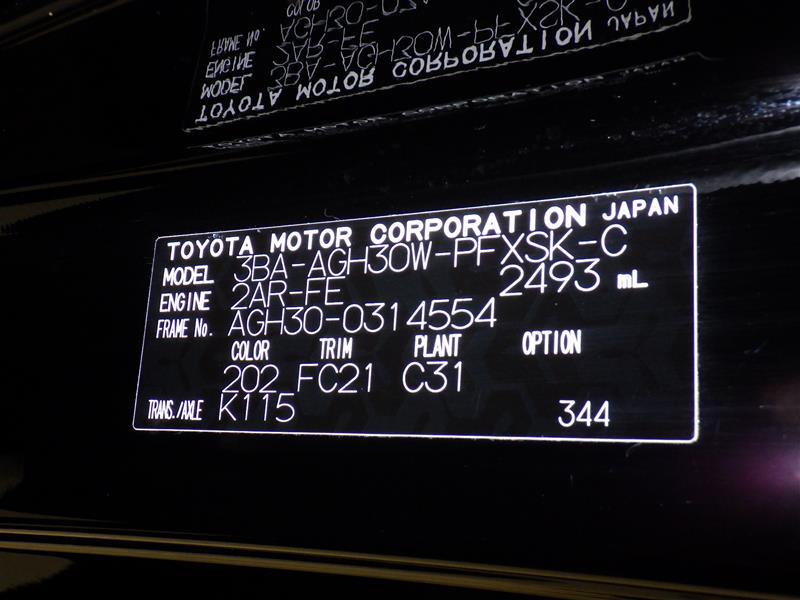 TOYOTA MOTOR CORPORATION JAPAN
MODEL 3BA-AGH30W-PFXSK-C
ENGINE 2AR-FE 2493 mL
FRAME No. AGH30-0314554
COLOR TRIM PLANT OPTION
202 FC21 C31
TRANS./AXLE K115 344